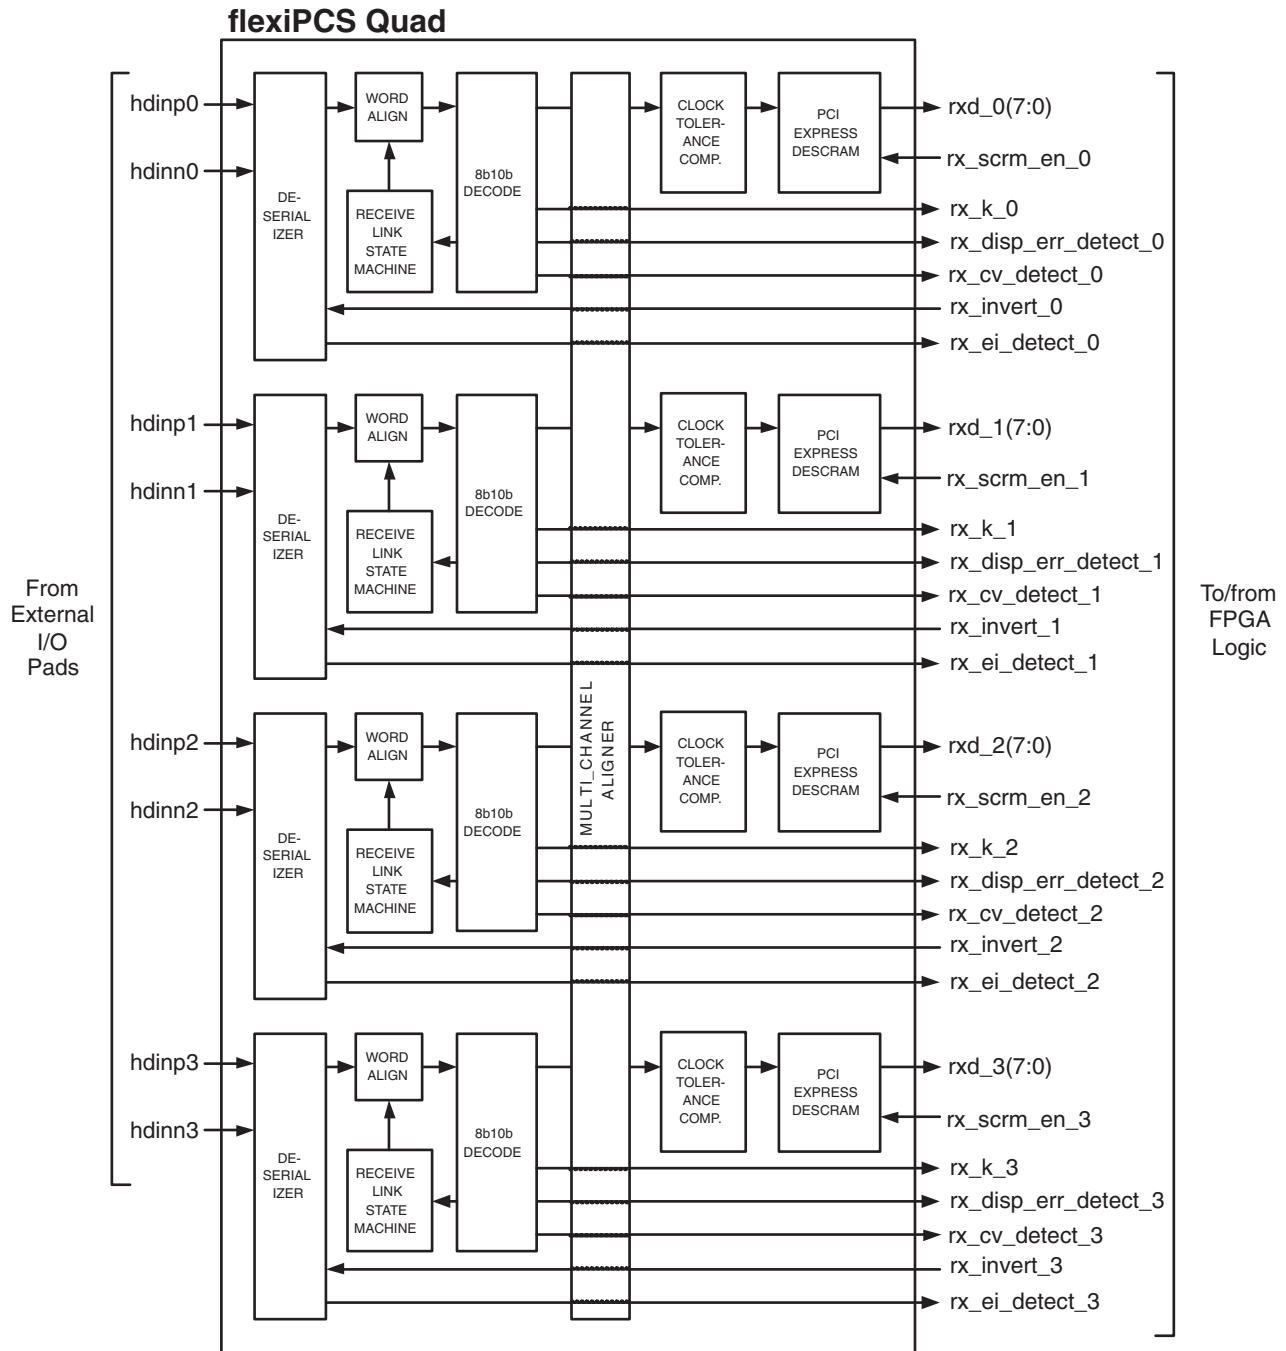 flexiPCS Quad
hdinp0
hdinn0
DE-
SERIAL
IZER
WORD
ALIGN
RECEIVE
LINK
STATE
MACHINE
8b10b
DECODE
CLOCK
TOLER-
ANCE
COMP.
PCI
EXPRESS
DESCRAM
rxd_0(7:0)
rx_scrm_en_0
rx_k_0
rx_disp_err_detect_0
rx_cv_detect_0
rx_invert_0
rx_ei_detect_0
hdinp1
hdinn1
DE-
SERIAL
IZER
WORD
ALIGN
RECEIVE
LINK
STATE
MACHINE
8b10b
DECODE
CLOCK
TOLER-
ANCE
COMP.
PCI
EXPRESS
DESCRAM
rxd_1(7:0)
rx_scrm_en_1
rx_k_1
rx_disp_err_detect_1
rx_cv_detect_1
rx_invert_1
rx_ei_detect_1
From
External
I/O
Pads
MULTI_CHANNEL
ALIGNER
To/from
FPGA
Logic
hdinp2
hdinn2
DE-
SERIAL
IZER
WORD
ALIGN
RECEIVE
LINK
STATE
MACHINE
8b10b
DECODE
CLOCK
TOLER-
ANCE
COMP.
PCI
EXPRESS
DESCRAM
rxd_2(7:0)
rx_scrm_en_2
rx_k_2
rx_disp_err_detect_2
rx_cv_detect_2
rx_invert_2
rx_ei_detect_2
hdinp3
hdinn3
DE-
SERIAL
IZER
WORD
ALIGN
RECEIVE
LINK
STATE
MACHINE
8b10b
DECODE
CLOCK
TOLER-
ANCE
COMP.
PCI
EXPRESS
DESCRAM
rxd_3(7:0)
rx_scrm_en_3
rx_k_3
rx_disp_err_detect_3
rx_cv_detect_3
rx_invert_3
rx_ei_detect_3